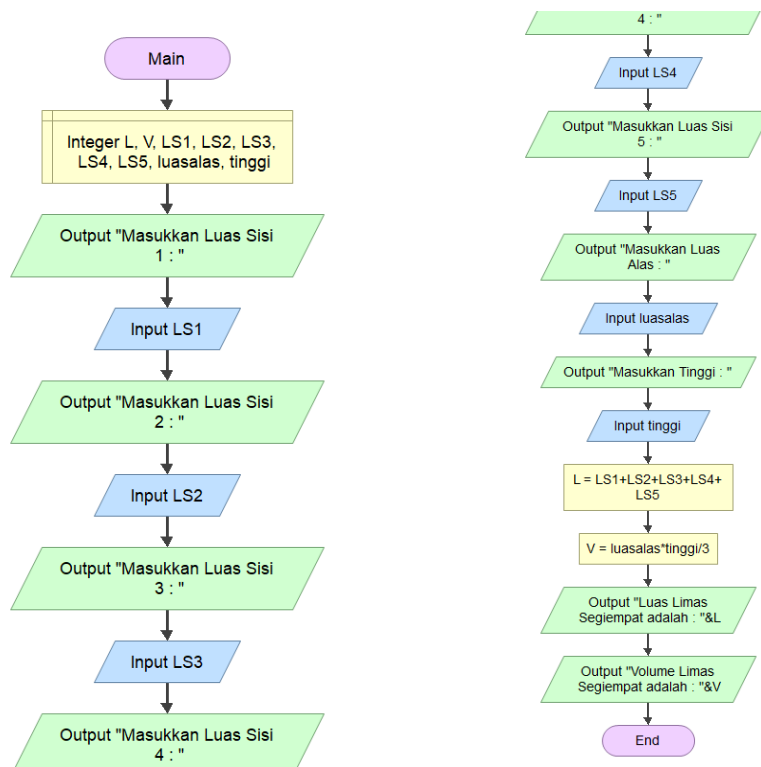 Main
Integer L, V, LS1, LS2, LS3,
LS4, LS5, luasalas, tinggi
Output "Masukkan Luas Sisi
1 : "
Input LS1
Output "Masukkan Luas Sisi
2 : "
Input LS2
Output "Masukkan Luas Sisi
3 : "
Input LS3
Output "Masukkan Luas Sisi
4 : "
4 : "
Input LS4
Output "Masukkan Luas Sisi
5 : "
Input LS5
Output "Masukkan Luas
Alas : "
Input luasalas
Output "Masukkan Tinggi : "
Input tinggi
L = LS1+LS2+LS3+LS4+
LS5
V = luasalas*tinggi/3
Output "Luas Limas
Segiempat adalah : "&L
Output "Volume Limas
Segiempat adalah : "&V
End